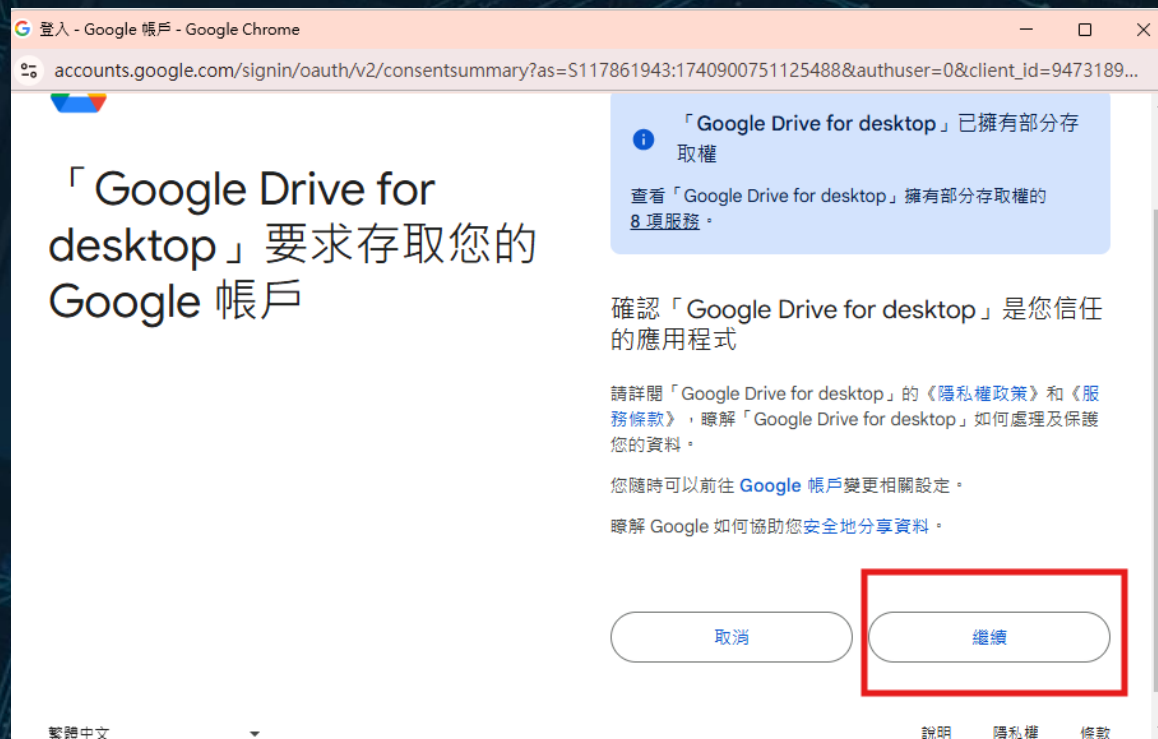 登入 - Google 帳戶 - Google Chrome
accounts.google.com/signin/oauth/v2/consentsummary?as=S117861943:1740900751125488&authuser=0&client_id=9473189...
「Google Drive for
desktop」要求存取您的
Google 帳戶
「Google Drive for desktop」已擁有部分存
取權
查看「Google Drive for desktop」擁有部分存取權的
8 項服務。
確認「Google Drive for desktop」是您信任
的應用程式
請詳閱「Google Drive for desktop」的《隱私權政策》和《服
務條款》，瞭解「Google Drive for desktop」如何處理及保護
您的資料。
您隨時可以前往 Google 帳戶變更相關設定。
瞭解 Google 如何協助您安全地分享資料。
取消
繼續
繁體中文
說明 隱私權 條款